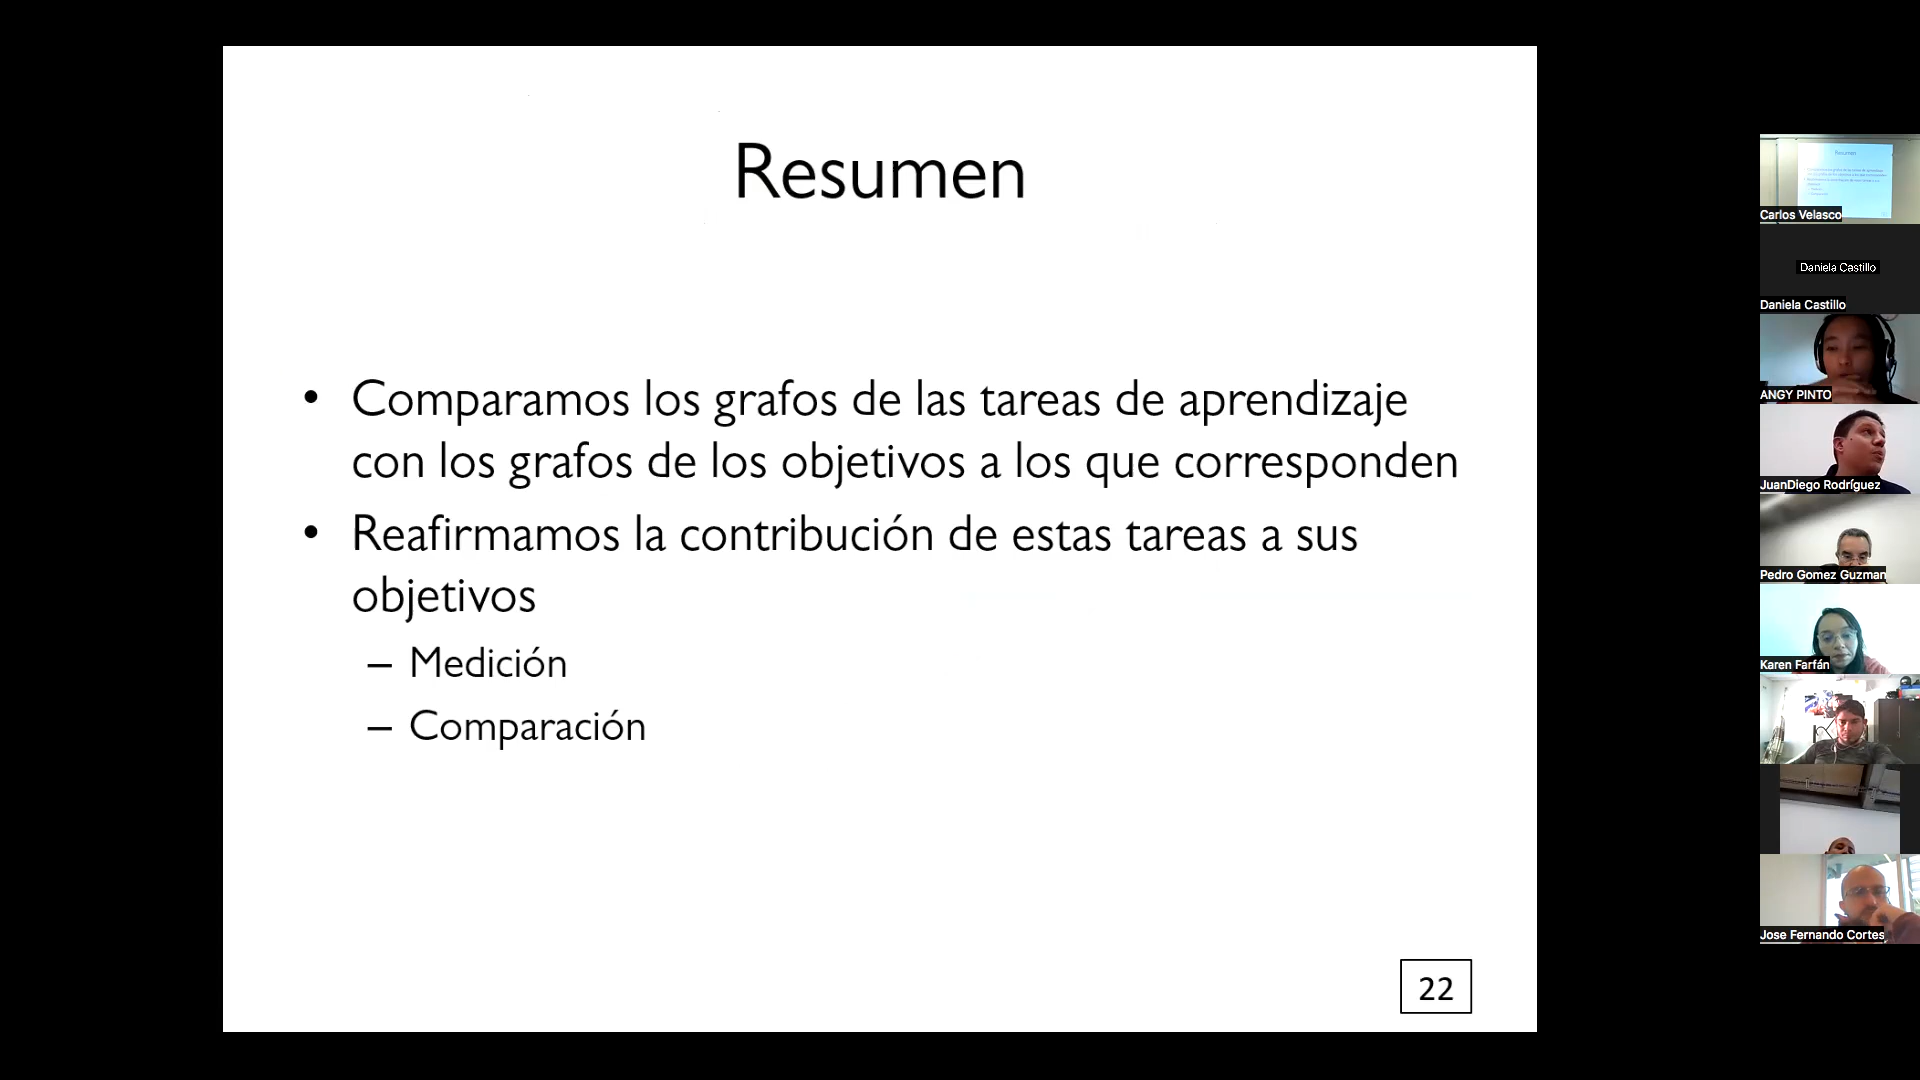 Resumen
• Comparamos los grafos de las tareas de aprendizaje
con los grafos de los objetivos a los que corresponden
• Reafirmamos la contribución de estas tareas a sus
objetivos
– Medición
– Comparación
22
Resumen
Carlos Velasco
Daniela Castillo
Daniela Castillo
ANGY PINTO
JuanDiego Rodríguez
Pedro Gomez Guzman
Karen Farfán
Jose Fernando Cortes